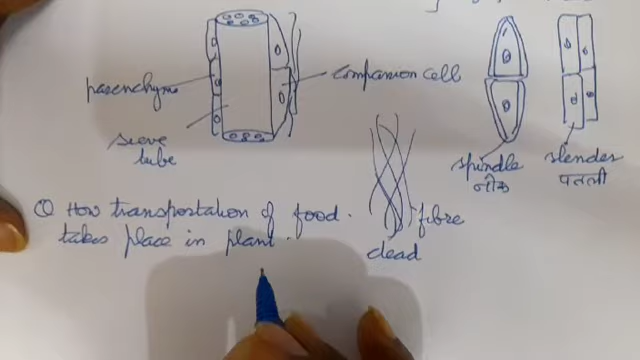 parenchyma
companion cell
sieve
tube
spindle
नोक
slender
पतली
fibre
dead
Q How transportation of food.
takes place in plant.